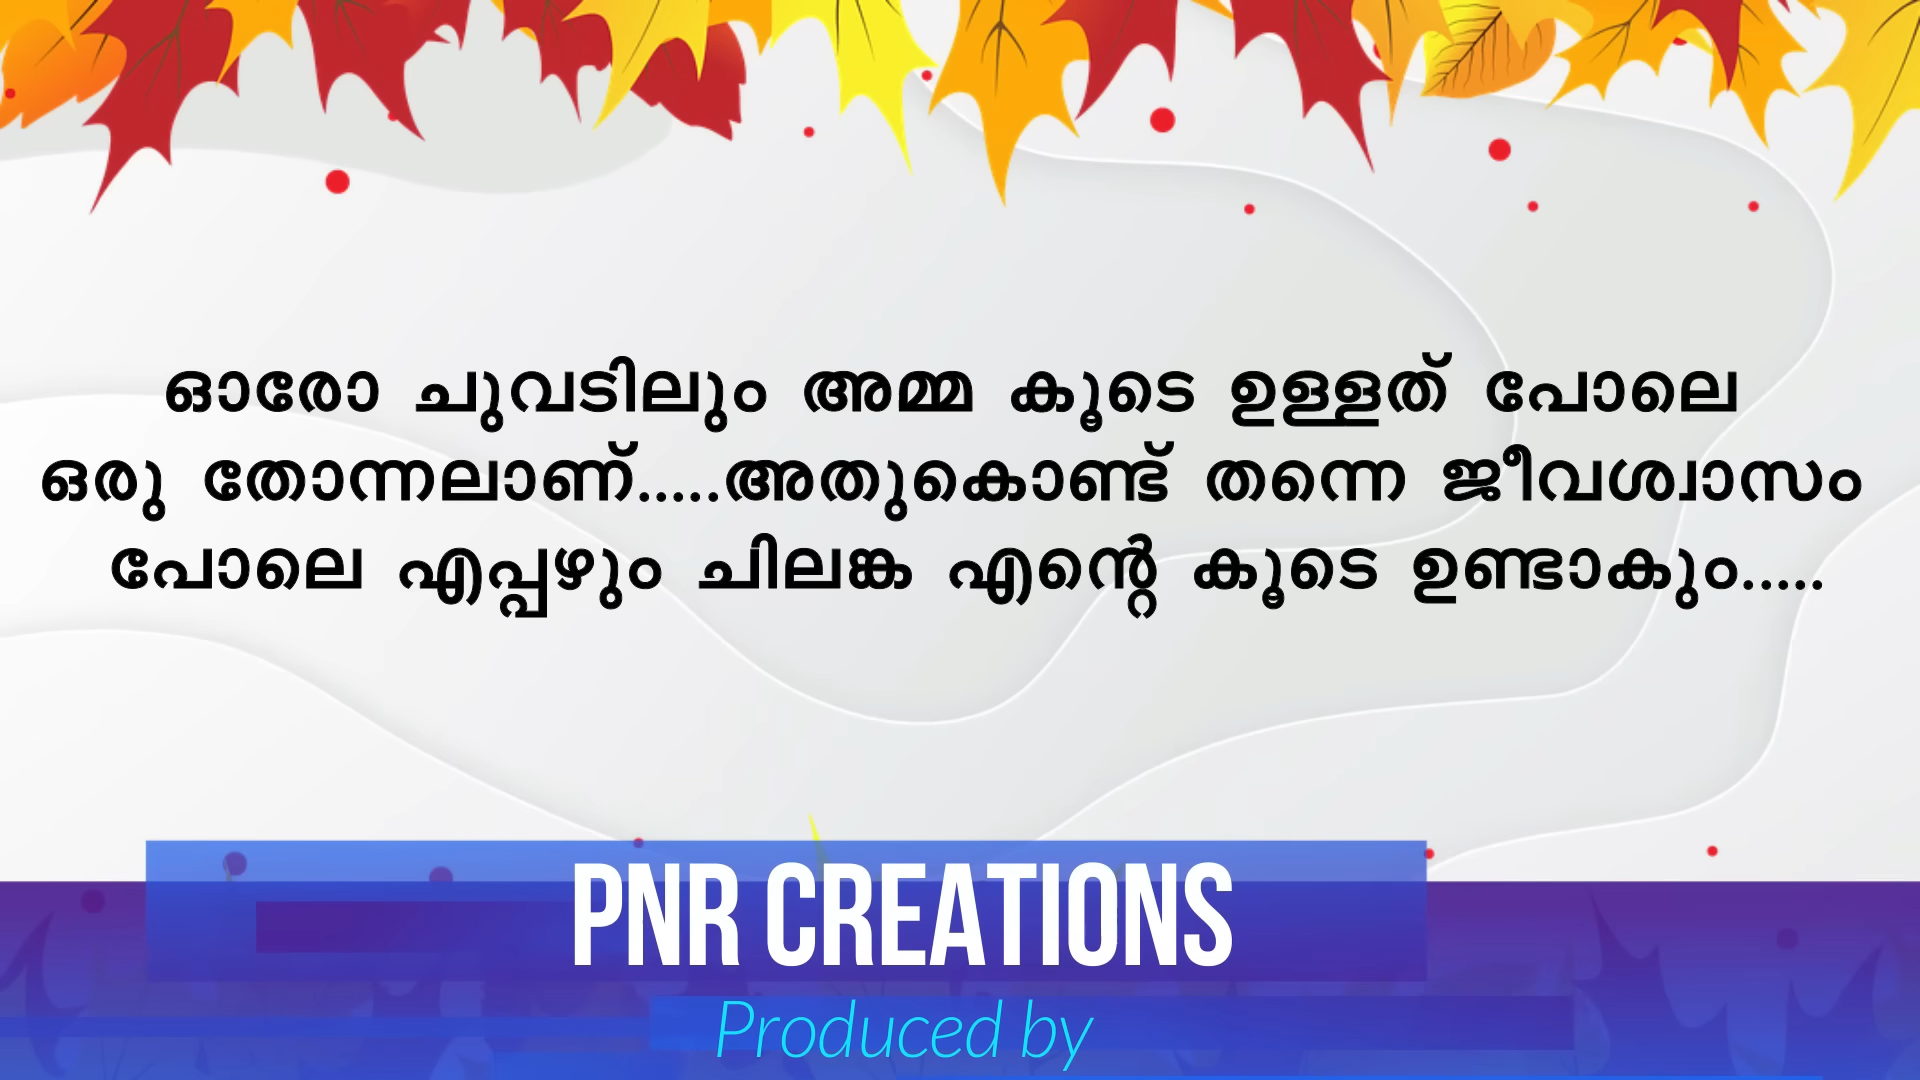 ഓരോ ചുവടിലും അമ്മ കൂടെ ഉള്ളത് പോലെ
ഒരു തോന്നലാണ്.....അതുകൊണ്ട് തന്നെ ജീവശ്വാസം
പോലെ എപ്പഴും ചിലങ്ക എന്റെ കൂടെ ഉണ്ടാകും.....
PNR CREATIONS
Produced by